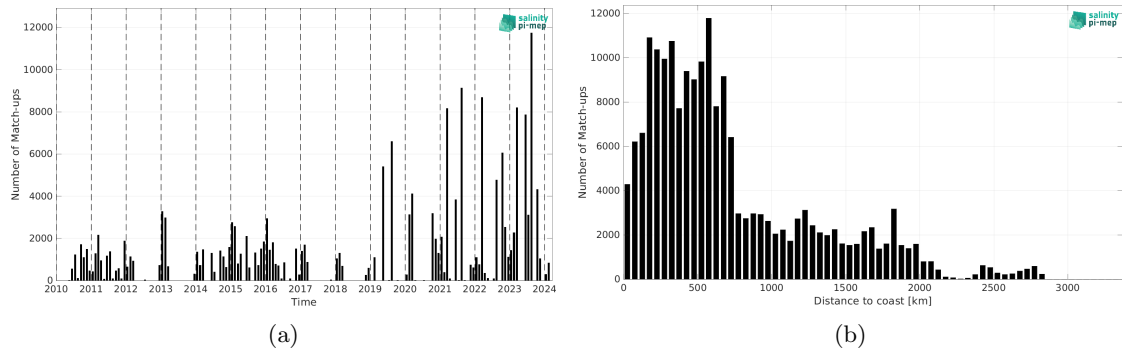 12000
10000
8000
6000
4000
2000
0
Number of Match-ups
2010 2011 2012 2013 2014 2015 2016 2017 2018 2019 2020 2021 2022 2023 2024
Time
salinity
pi-mep
(a)
12000
10000
8000
6000
4000
2000
0
Number of Match-ups
0 500 1000 1500 2000 2500 3000
Distance to coast [km]
salinity
pi-mep
(b)